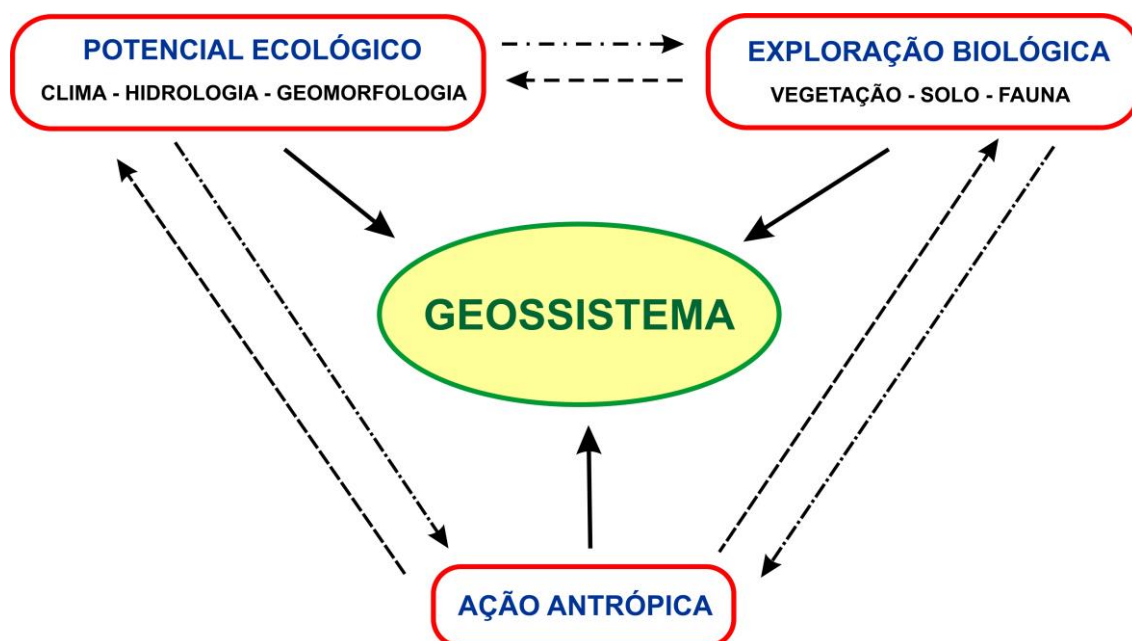 POTENCIAL ECOLÓGICO
CLIMA - HIDROLOGIA - GEOMORFOLOGIA
EXPLORAÇÃO BIOLÓGICA
VEGETAÇÃO - SOLO - FAUNA
GEOSSISTEMA
AÇÃO ANTRÓPICA